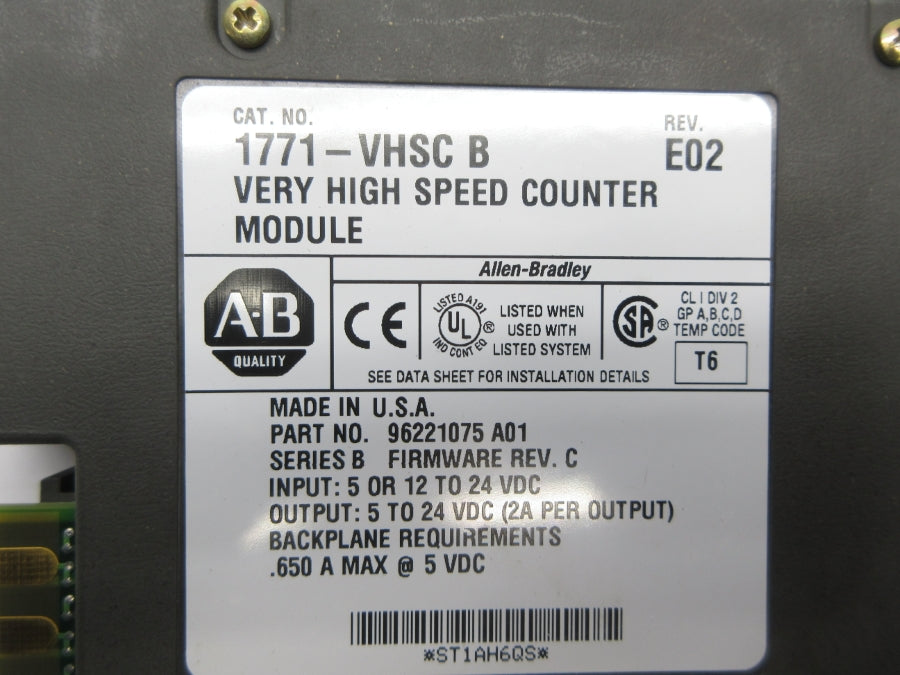 CAT. NO.
REV.
1771-VHSC B
E02
VERY HIGH SPEED COUNTER
MODULE
Allen-Bradley
A-B
QUALITY
CE
LISTED A191
UL ®
IND CONT EQ
LISTED WHEN
USED WITH
LISTED SYSTEM
SA ®
CL I DIV 2
GP A,B,C,D
TEMP CODE
T6
SEE DATA SHEET FOR INSTALLATION DETAILS
MADE IN U.S.A.
PART NO. 96221075 A01
SERIES B FIRMWARE REV. C
INPUT: 5 OR 12 TO 24 VDC
OUTPUT: 5 TO 24 VDC (2A PER OUTPUT)
BACKPLANE REQUIREMENTS
.650 A MAX @ 5 VDC
*ST1AH6QS*